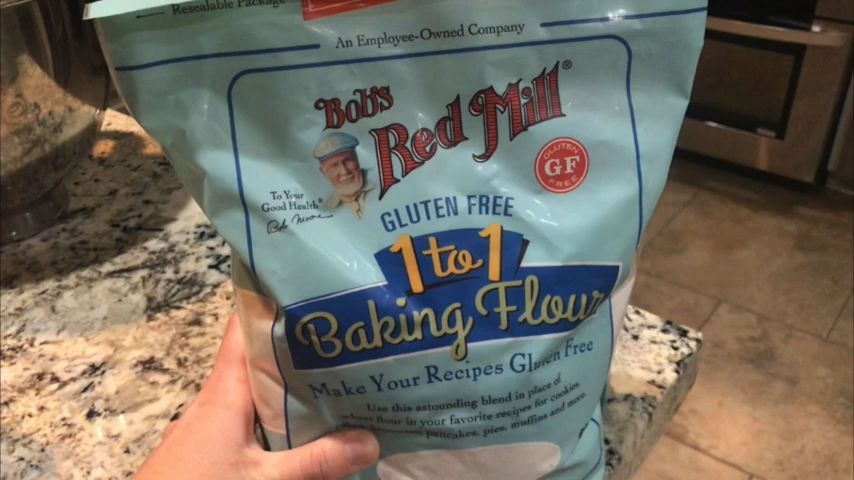 Resealable Package
An Employee-Owned Company
Bob's
Red Mill®
GLUTEN
GF
FREE
To Your
Good Health®
Bob Moore
GLUTEN FREE
1 to 1
Baking Flour
Make Your Recipes Gluten Free
Use this astounding blend in place of
wheat flour in your favorite recipes for cookies,
pancakes, pies, muffins and more.